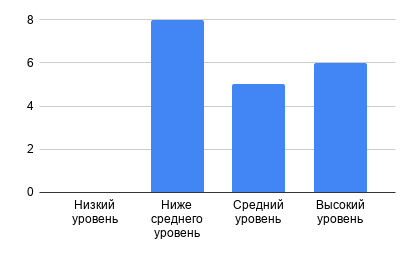 8
6
4
2
0
Низкий
уровень
Ниже
среднего
уровень
Средний
уровень
Высокий
уровень